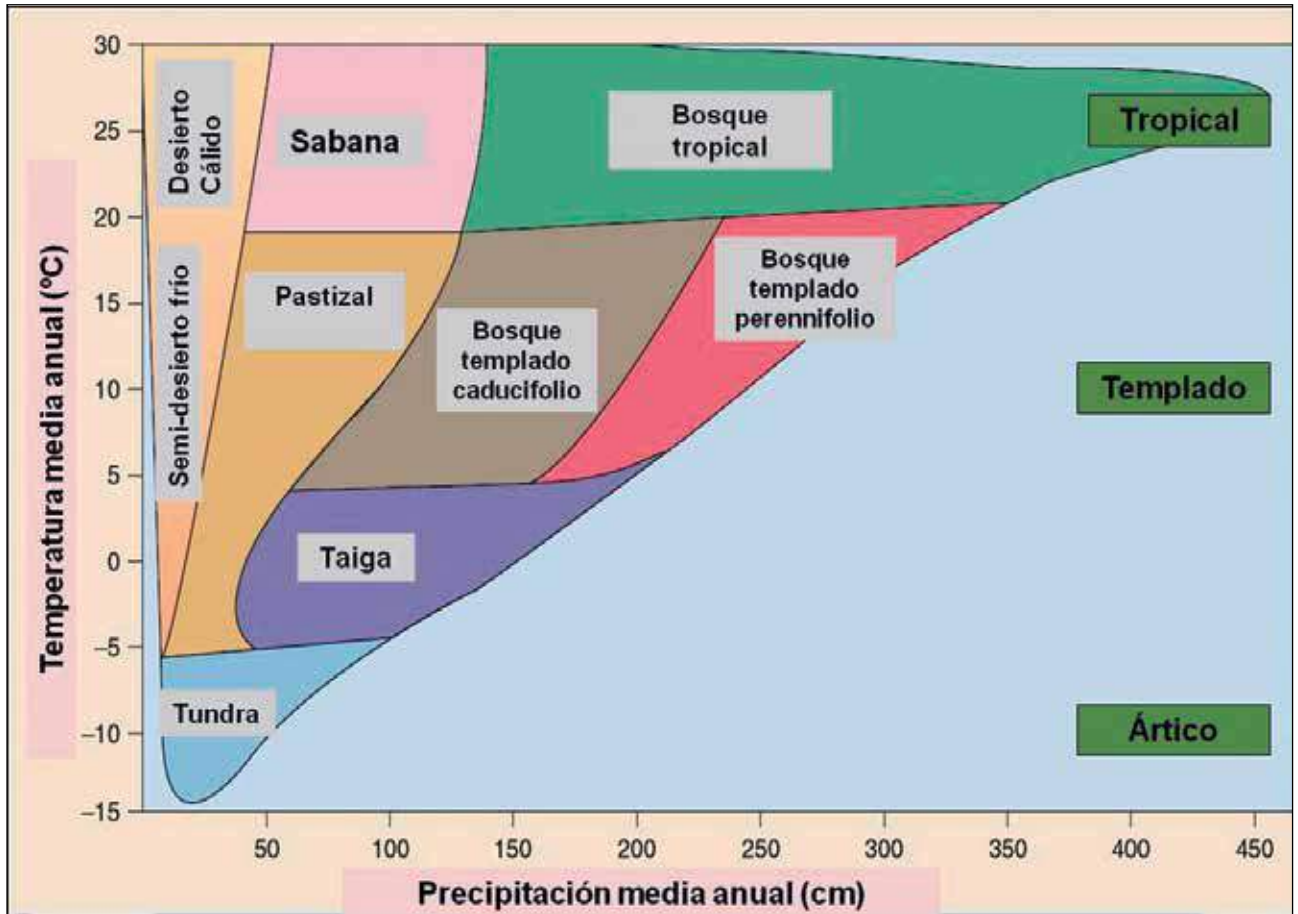 Temperatura media anual (ºC)
30
25
20
15
10
5
0
–5
–10
–15
Desierto
Cálido
Semi-desierto frío
Sabana
Bosque
tropical
Tropical
Pastizal
Bosque
templado
caducifolio
Bosque
templado
perennifolio
Templado
Taiga
Tundra
Ártico
50
100
150
200
250
300
350
400
450
Precipitación media anual (cm)